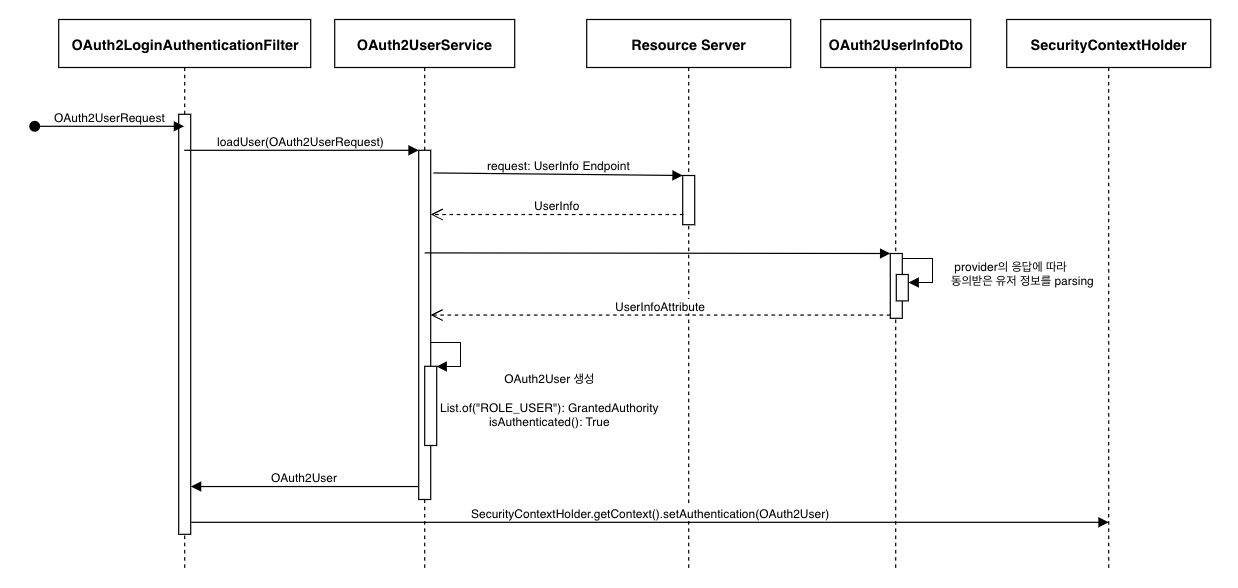 OAuth2LoginAuthenticationFilter
OAuth2UserService
Resource Server
OAuth2UserInfoDto
SecurityContextHolder
OAuth2UserRequest
loadUser(OAuth2UserRequest)
request: UserInfo Endpoint
UserInfo
provider의 응답에 따라
동의받은 유저 정보를 parsing
UserInfoAttribute
OAuth2User 생성
List.of("ROLE_USER"): GrantedAuthority
isAuthenticated(): True
OAuth2User
SecurityContextHolder.getContext().setAuthentication(OAuth2User)